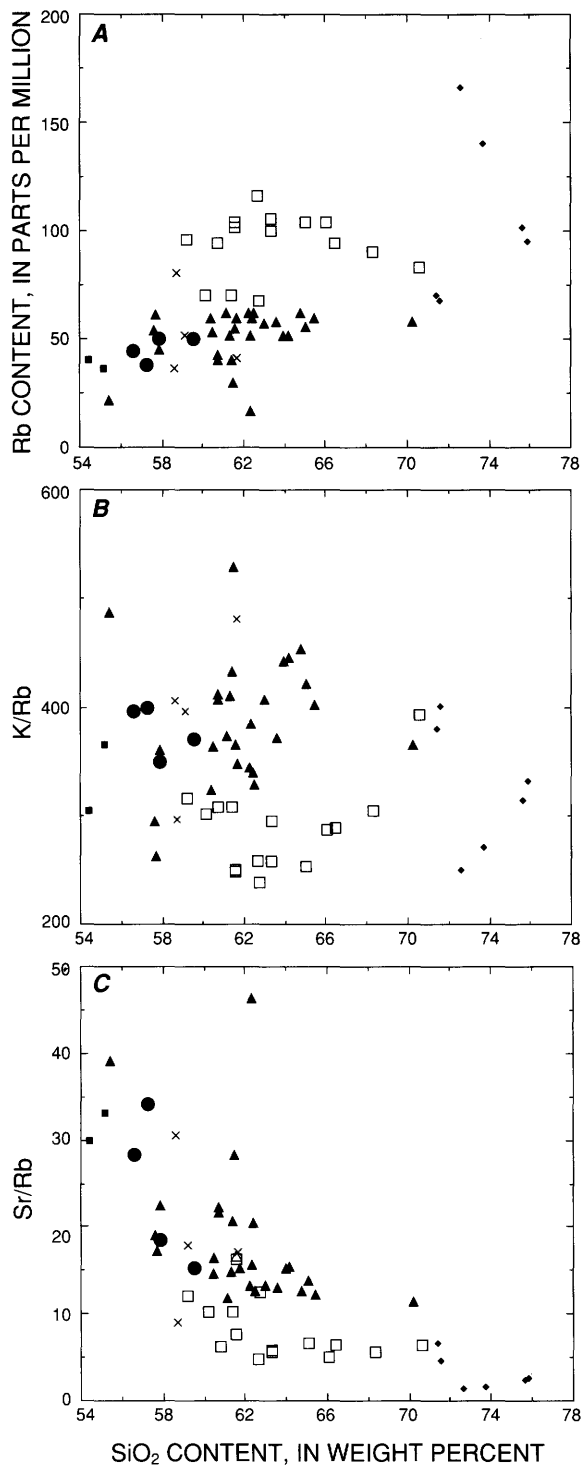 A
Rb CONTENT, IN PARTS PER MILLION
200
150
100
50
0
54 58 62 66 70 74 78
B
K/Rb
600
400
200
54 58 62 66 70 74 78
C
Sr/Rb
50
40
30
20
10
0
54 58 62 66 70 74 78
SiO₂ CONTENT, IN WEIGHT PERCENT